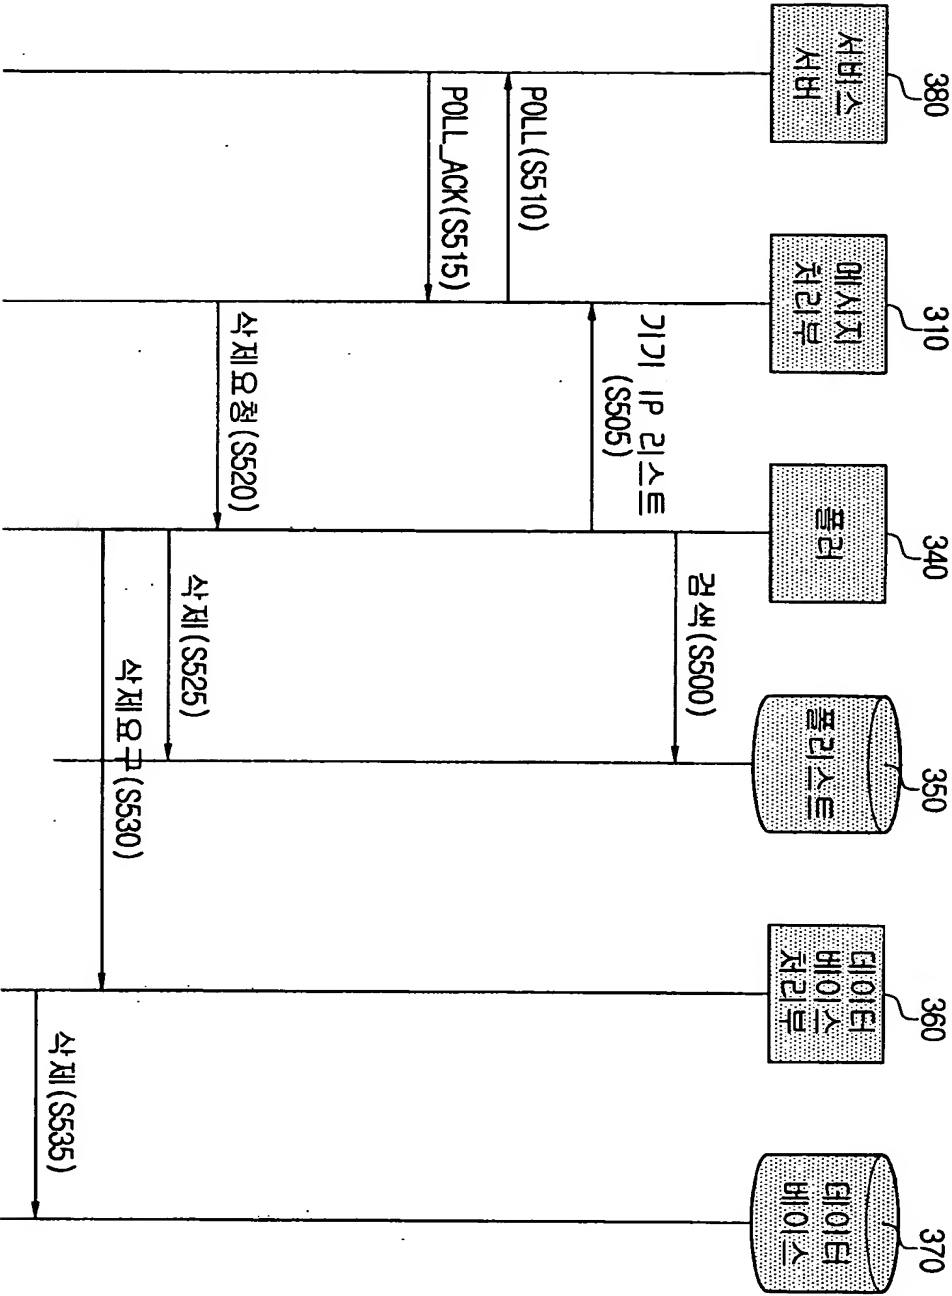 380
서비스
서버
310
메시지
처리부
340
폴러
350
폴리스트
360
데이터
베이스
처리부
370
데이터
베이스
검색(S500)
기기 IP 리스트
(S505)
POLL(S510)
POLL_ACK(S515)
삭제요청(S520)
삭제(S525)
삭제요구(S530)
삭제(S535)